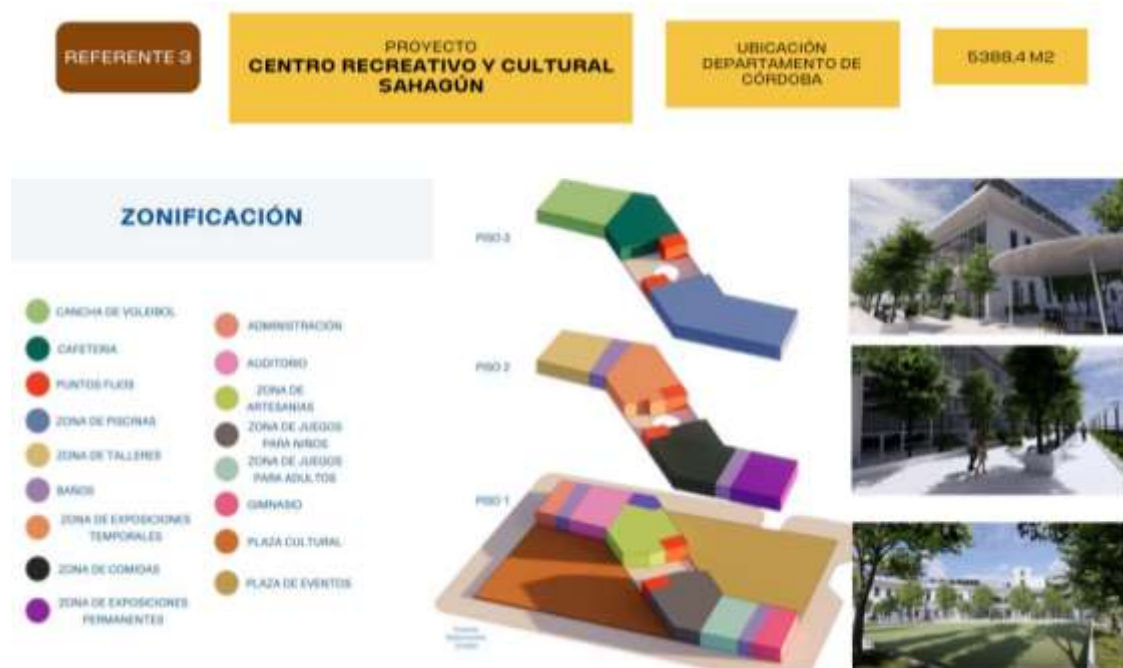 REFERENTE 3
PROYECTO
CENTRO RECREATIVO Y CULTURAL
SAHAGÚN
UBICACIÓN
DEPARTAMENTO DE
CÓRDOBA
5388.4 M2
ZONIFICACIÓN
CANCHA DE VOLEIBOL
CAFETERIA
PUNTOS FIJOS
ZONA DE PISCINAS
ZONA DE TALLERES
BAÑOS
ZONA DE EXPOSICIONES
TEMPORALES
ZONA DE COMIDAS
ZONA DE EXPOSICIONES
PERMANENTES
ADMINISTRACIÓN
AUDITORIO
ZONA DE
ARTESANIAS
ZONA DE JUEGOS
PARA NIÑOS
ZONA DE JUEGOS
PARA ADULTOS
GIMNASIO
PLAZA CULTURAL
PLAZA DE EVENTOS
PISO 3
PISO 2
PISO 1